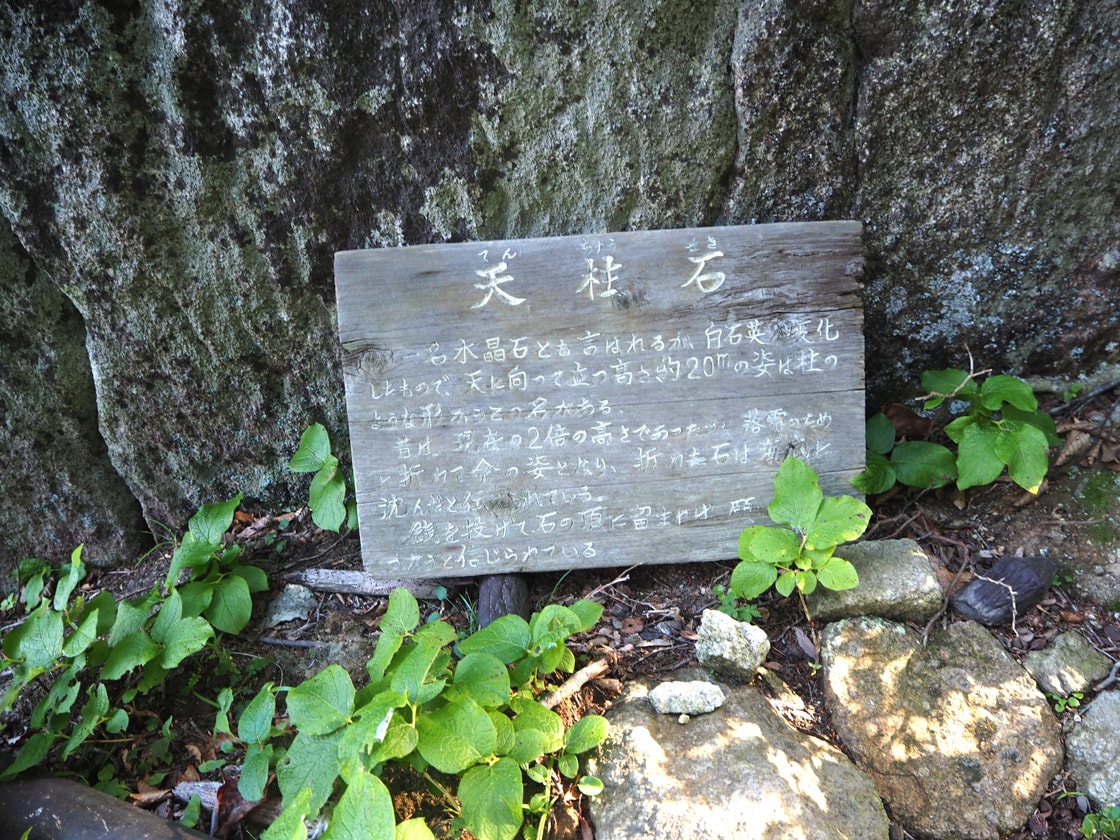 てん ちゅう せき
天柱石
一名水晶石とも言はれるが 白石英の変化
したもので、天に向って立つ高さ約20mの姿は柱の
ような形からこの名がある、
昔は、現在の2倍の高さであったが、落雷のため
折れて今の姿となり、折れた石は
沈んだと伝 れている。
銭を投げて石の頂に留まれば 願
うと信じられている